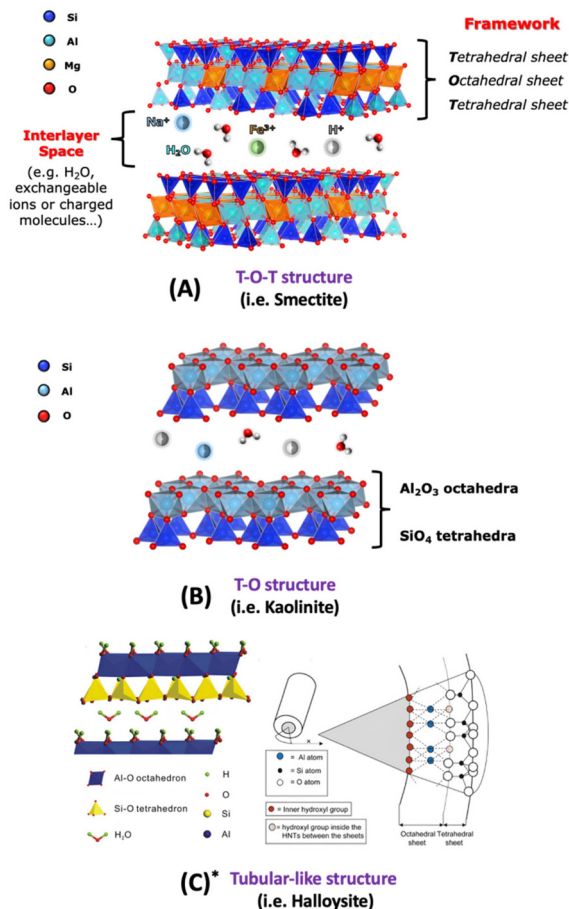 Si
Al
Mg
O
Framework
Tetrahedral sheet
Octahedral sheet
Tetrahedral sheet
Interlayer
Space
(e.g. H₂O,
exchangeable
ions or charged
molecules...)
Na⁺
H₂O
Fe³⁺
H⁺
(A)
T-O-T structure
(i.e. Smectite)
Si
Al
O
Al₂O₃ octahedra
SiO₄ tetrahedra
(B)
T-O structure
(i.e. Kaolinite)
Al-O octahedron
Si-O tetrahedron
H₂O
H
O
Si
Al
= Al atom
= Si atom
= O atom
= Inner hydroxyl group
= hydroxyl group inside the
HNTs between the sheets
Octahedral Tetrahedral
sheet sheet
(C)* Tubular-like structure
(i.e. Halloysite)